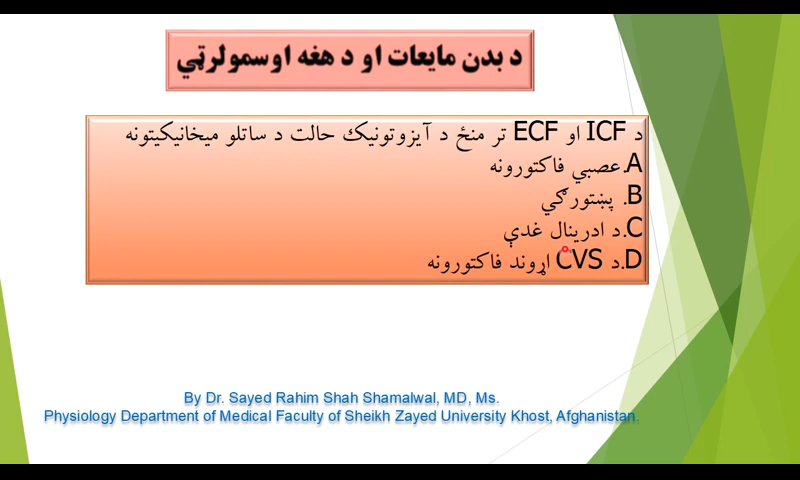 د بدن مايعات او د هغه اوسمولرټي
د ICF او ECF تر منځ د آيزوتونيک حالت د ساتلو ميخانيکيتونه
A.عصبي فاکتورونه
B. پښتورګي
C.د ادرينال غدې
D.د CVS اړوند فاکتورونه
By Dr. Sayed Rahim Shah Shamalwal, MD, Ms.
Physiology Department of Medical Faculty of Sheikh Zayed University Khost, Afghanistan.